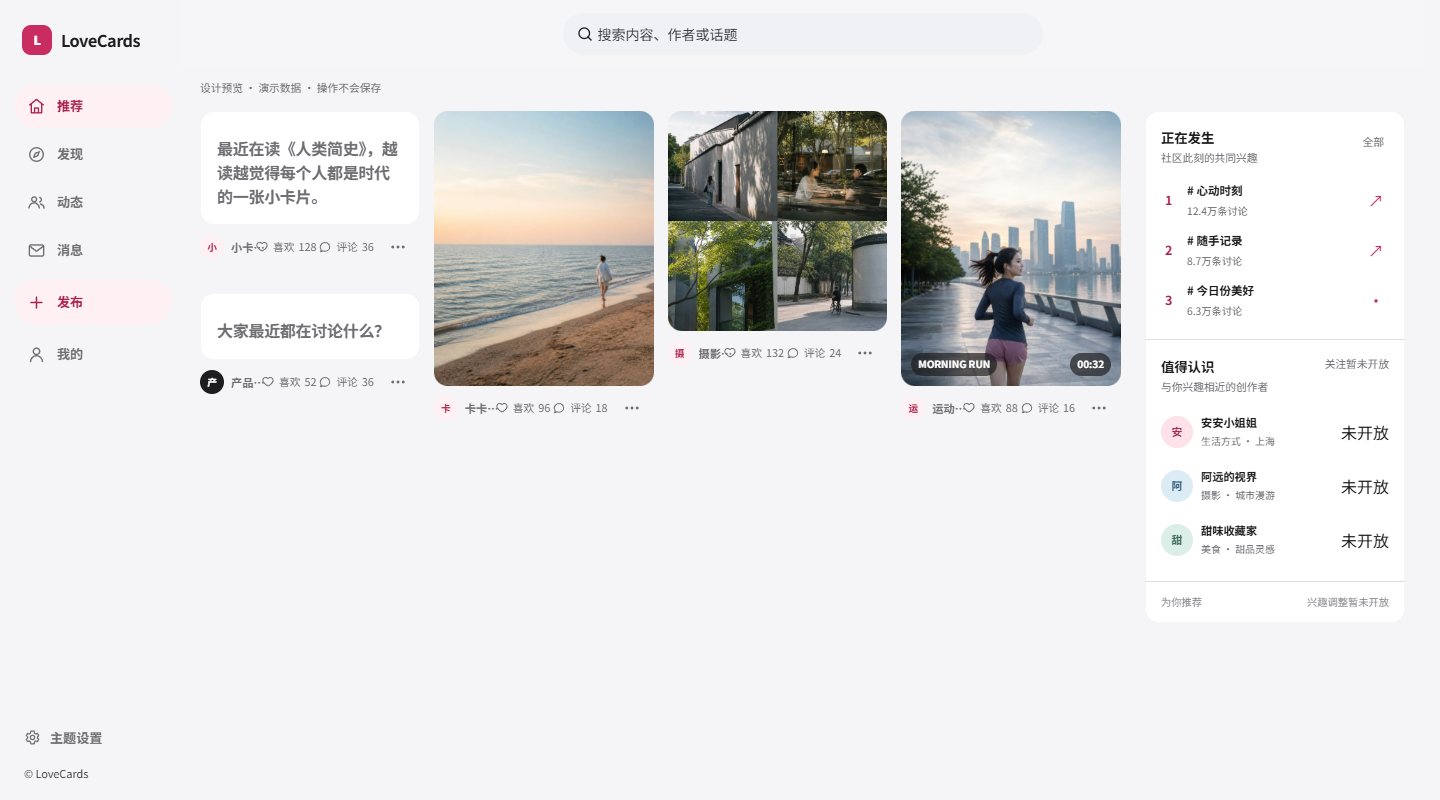 L LoveCards
搜索内容、作者或话题
推荐
发现
动态
消息
发布
我的
主题设置
© LoveCards
设计预览 · 演示数据 · 操作不会保存
最近在读《人类简史》，越
读越觉得每个人都是时代
的一张小卡片。
小 小卡 喜欢 128 评论 36
大家最近都在讨论什么？
产 产品… 喜欢 52 评论 36
卡 卡卡… 喜欢 96 评论 18
摄 摄影 喜欢 132 评论 24
MORNING RUN 00:32
运 运动… 喜欢 88 评论 16
正在发生 全部
社区此刻的共同兴趣
1 # 心动时刻
12.4万条讨论
2 # 随手记录
8.7万条讨论
3 # 今日份美好
6.3万条讨论
值得认识 关注暂未开放
与你兴趣相近的创作者
安 安安小姐姐 未开放
生活方式 · 上海
阿 阿远的视界 未开放
摄影 · 城市漫游
甜 甜味收藏家 未开放
美食 · 甜品灵感
为你推荐 兴趣调整暂未开放